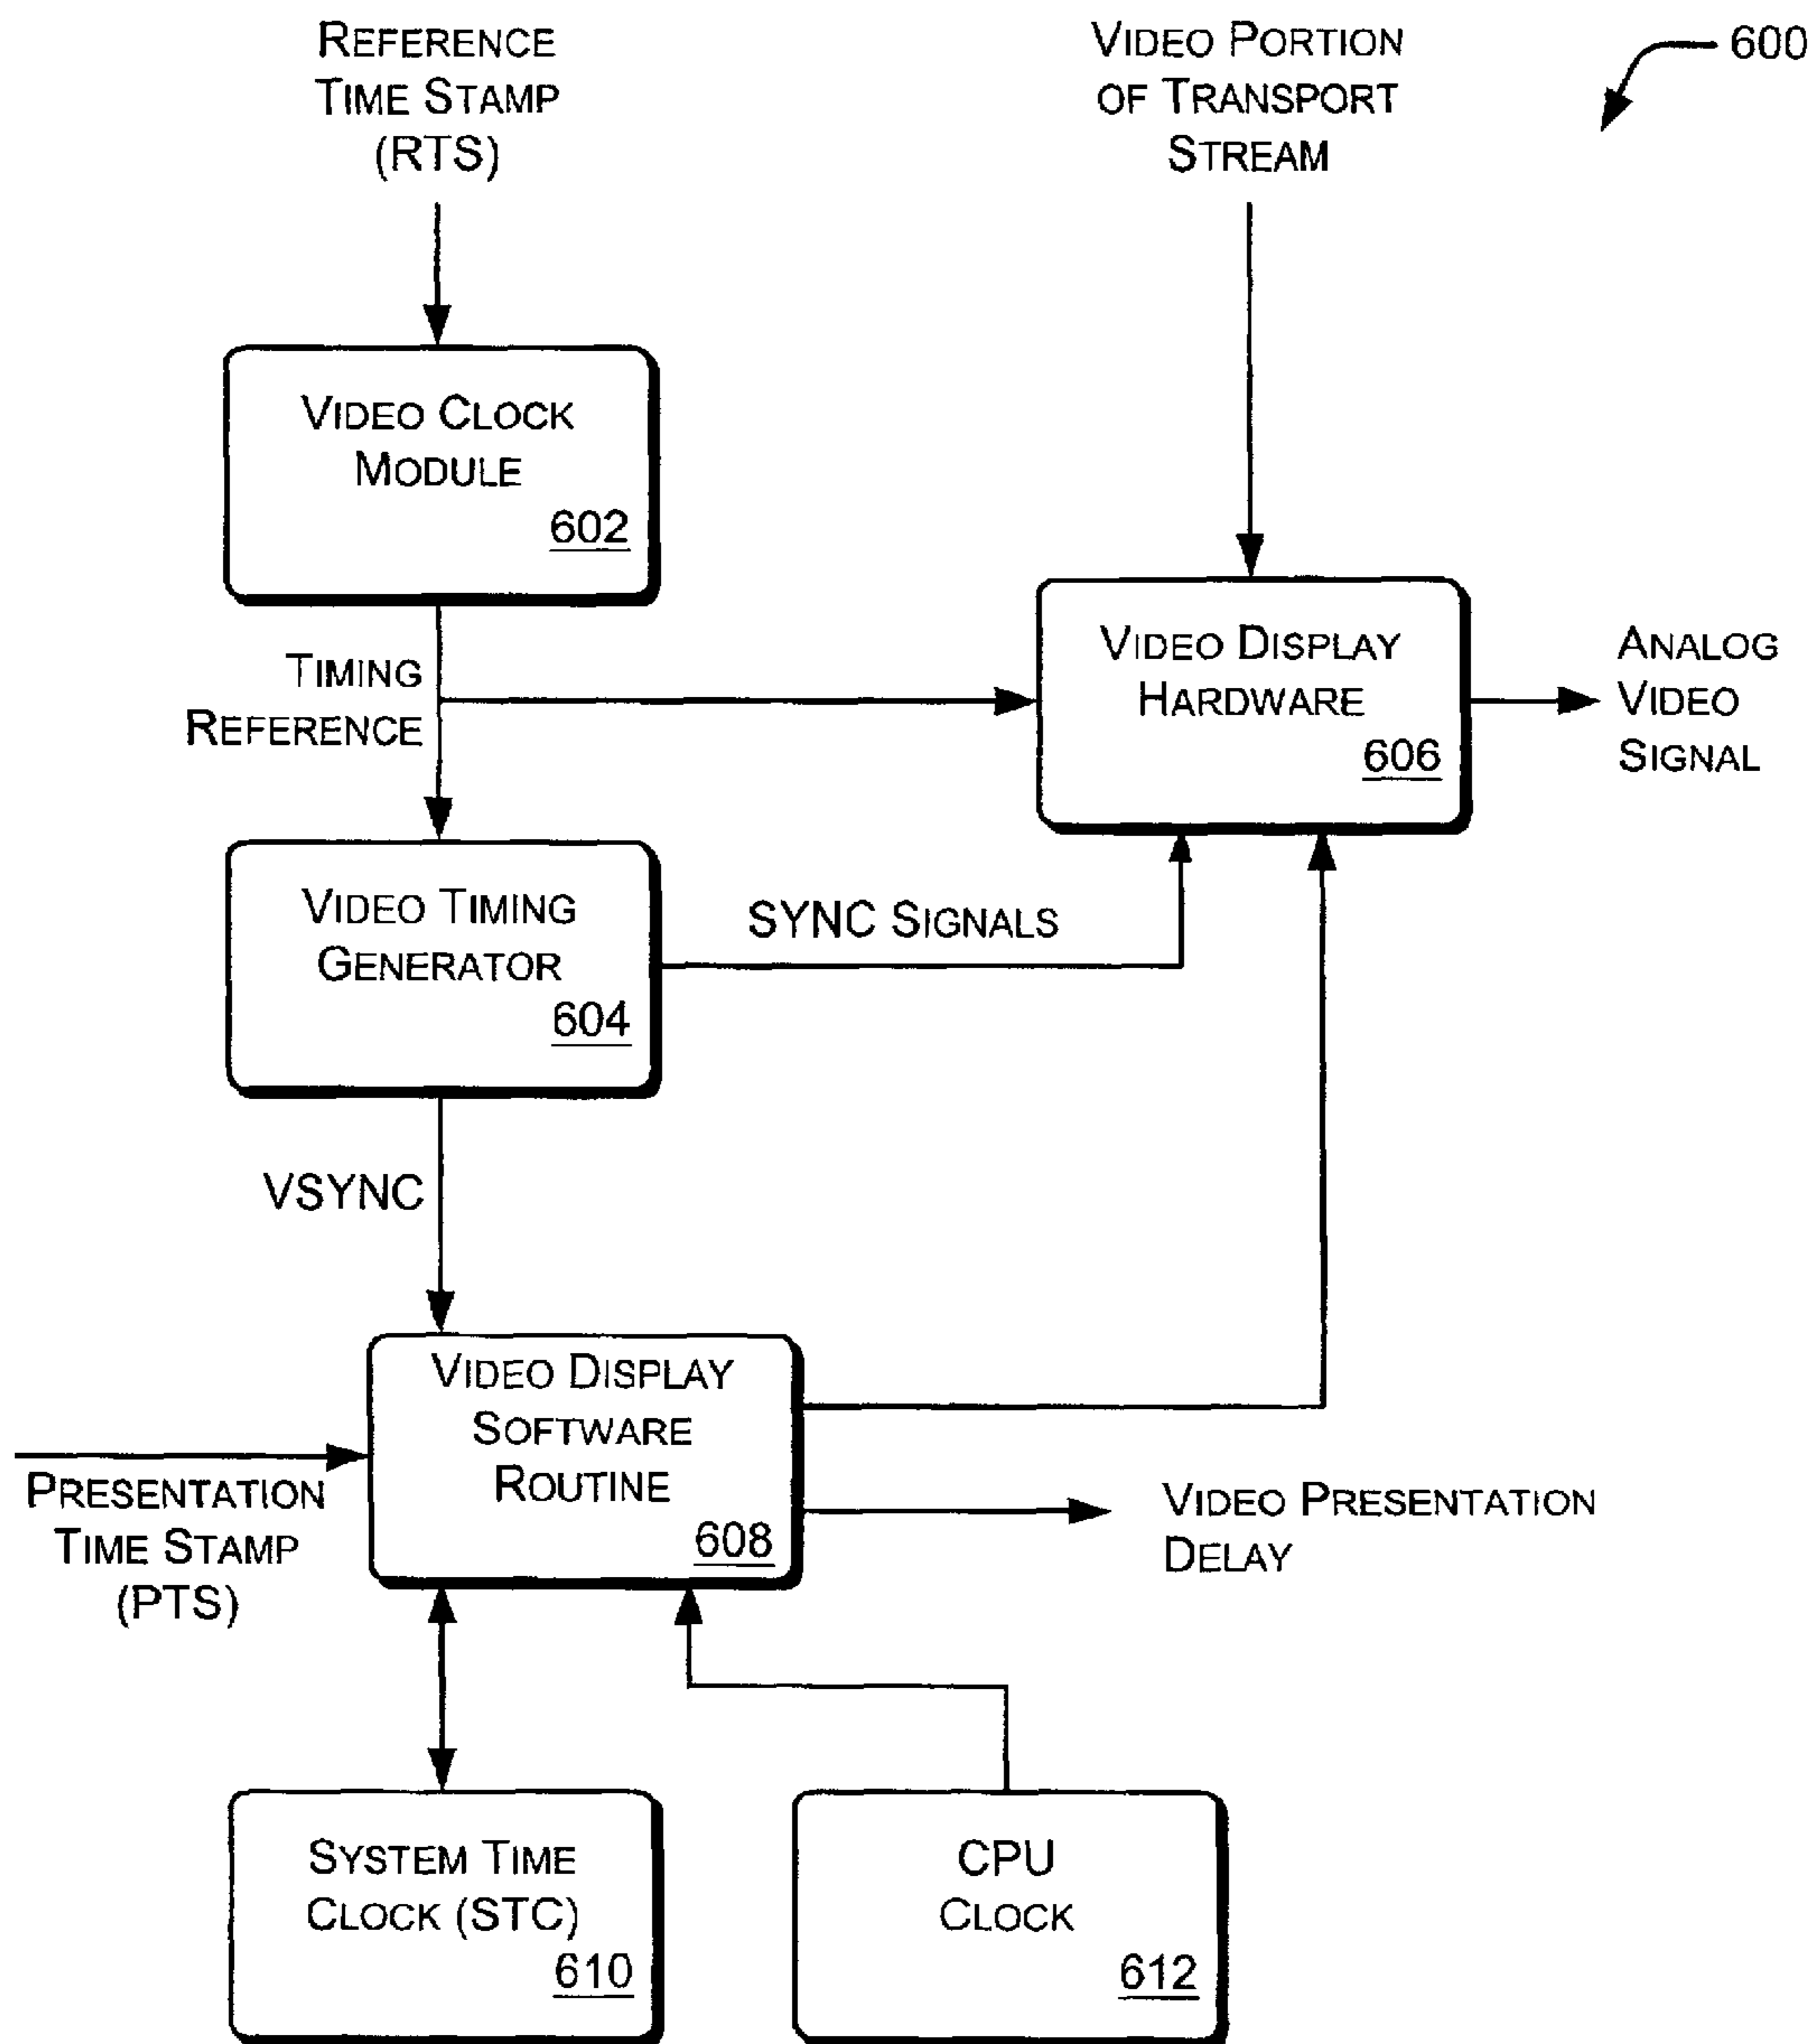 REFERENCE
TIME STAMP
(RTS)
VIDEO PORTION
OF TRANSPORT
STREAM
600
VIDEO CLOCK
MODULE
602
TIMING
REFERENCE
VIDEO DISPLAY
HARDWARE
606
ANALOG
VIDEO
SIGNAL
VIDEO TIMING
GENERATOR
604
SYNC SIGNALS
VSYNC
VIDEO DISPLAY
SOFTWARE
ROUTINE
608
PRESENTATION
TIME STAMP
(PTS)
VIDEO PRESENTATION
DELAY
SYSTEM TIME
CLOCK (STC)
610
CPU
CLOCK
612